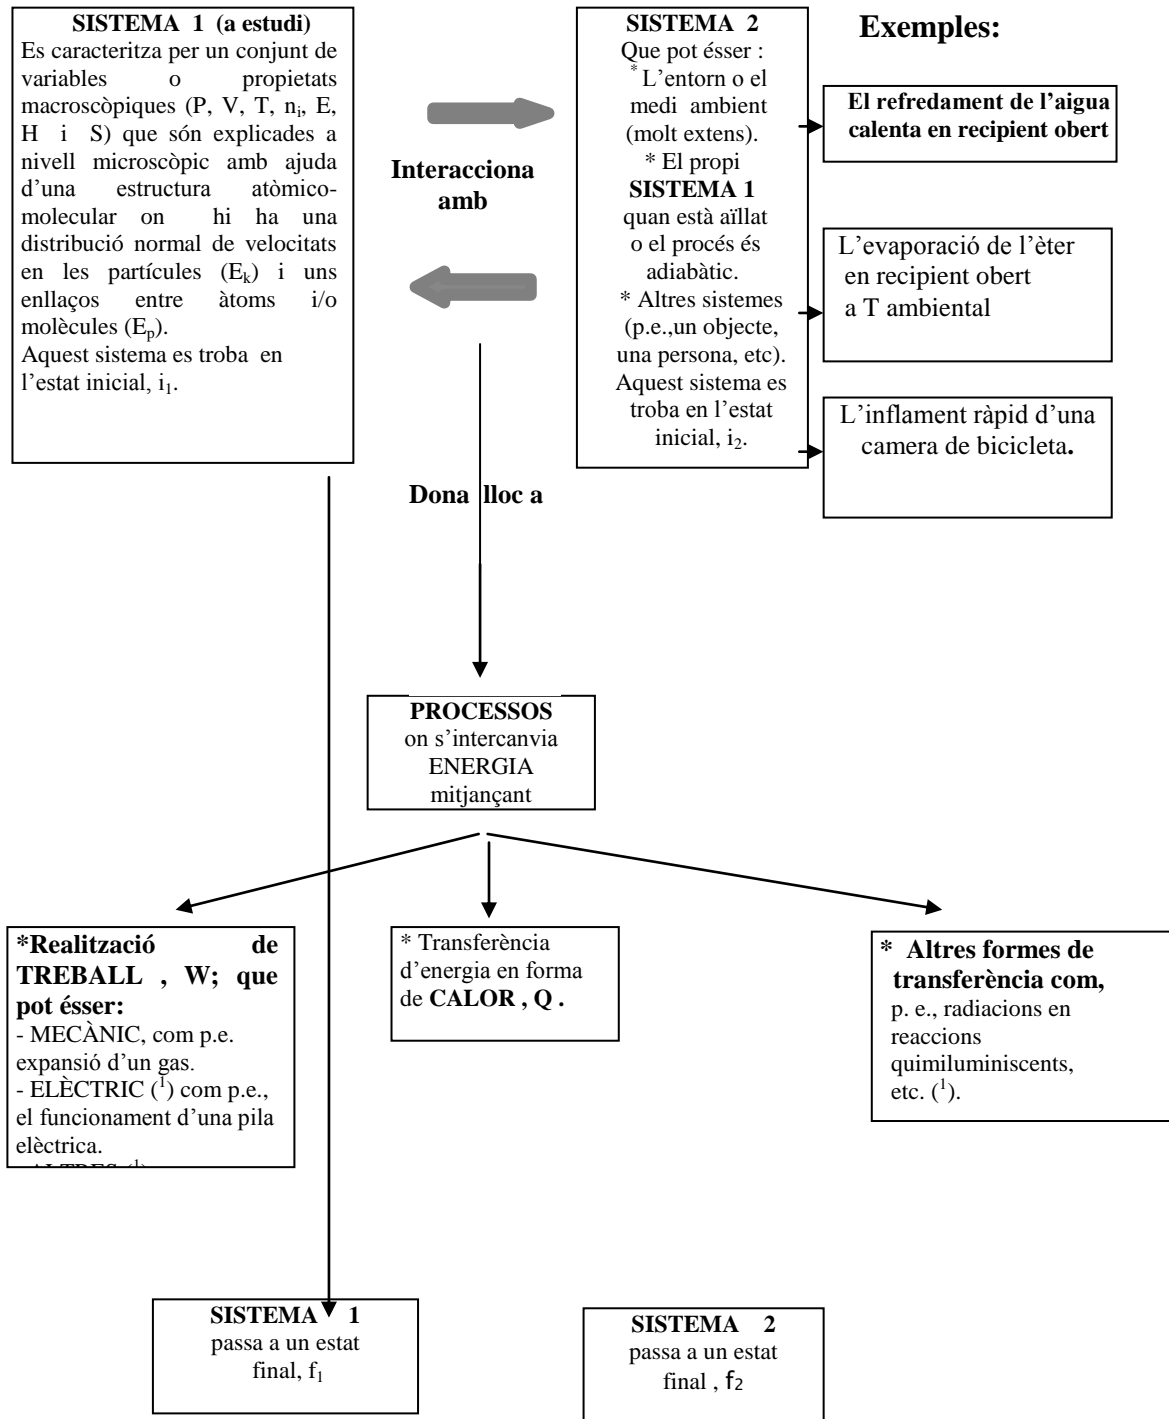 SISTEMA 1 (a estudi)
Es caracteritza per un conjunt de
variables o propietats
macroscòpiques (P, V, T, nᵢ, E,
H i S) que són explicades a
nivell microscòpic amb ajuda
d’una estructura atòmico-
molecular on hi ha una
distribució normal de velocitats
en les partícules (Eₖ) i uns
enllaços entre àtoms i/o
molècules (Eₚ).
Aquest sistema es troba en
l’estat inicial, i₁.
Interacciona
amb
SISTEMA 2
Que pot ésser :
* L’entorn o el
medi ambient
(molt extens).
* El propi
SISTEMA 1
quan està aïllat
o el procés és
adiabàtic.
* Altres sistemes
(p.e.,un objecte,
una persona, etc).
Aquest sistema es
troba en l’estat
inicial, i₂.
Exemples:
El refredament de l’aigua
calenta en recipient obert
L’evaporació de l’èter
en recipient obert
a T ambiental
L’inflament ràpid d’una
camera de bicicleta.
Dona lloc a
PROCESSOS
on s’intercanvia
ENERGIA
mitjançant
*Realització de
TREBALL , W; que
pot ésser:
- MECÀNIC, com p.e.
expansió d’un gas.
- ELÈCTRIC (¹) com p.e.,
el funcionament d’una pila
elèctrica.
- ALTRES (¹)
* Transferència
d’energia en forma
de CALOR , Q .
* Altres formes de
transferència com,
p. e., radiacions en
reaccions
quimiluminiscents,
etc. (¹).
SISTEMA 1
passa a un estat
final, f₁
SISTEMA 2
passa a un estat
final , f₂